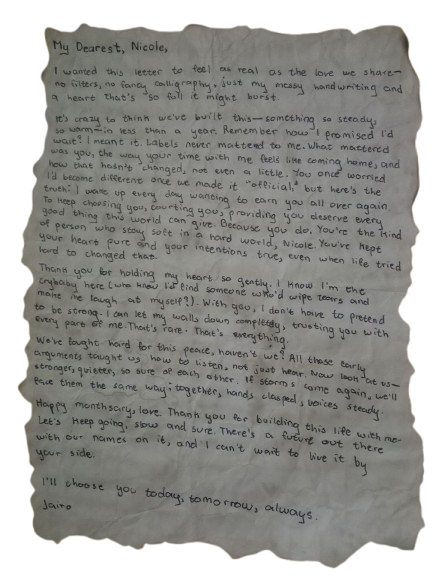 My Dearest, Nicole,
I wanted this letter to feel as real as the love we share—
no filters, no fancy calligraphy, just my messy handwriting and
a heart that's so full it might burst.
It's crazy to think we've built this—something so steady,
so warm—in less than a year. Remember how I promised I'd
wait? I meant it. Labels never mattered to me. What mattered
was you, the way your time with me feels like coming home, and
how that hasn't changed, not even a little. You once worried
I'd become different once we made it "official," but here's the
truth: I wake up every day wanting to earn you all over again.
To keep choosing you, courting you, providing you deserve every
good thing this world can give. Because you do. You're the kind
of person who stay soft in a hard world, Nicole. You've kept
your heart pure and your intentions true, even when life tried
hard to changed that.
Thank you for holding my heart so gently. I know I'm the
crybaby here (who knew I'd find someone who'd wipe tears and
make me laugh at myself?). With you, I don't have to pretend
to be strong. I can let my walls down completely, trusting you with
every part of me. That's rare. That's everything.
We've fought hard for this peace, haven't we? All those early
arguments taught us how to listen, not just hear. Now look at us—
stronger, quieter, so sure of each other. If storms come again, we'll
face them the same way: together, hands clasped, voices steady.
Happy monthsary, love. Thank you for building this life with me.
Let's keep going, slow and sure. There's a future out there
with our names on it, and I can't wait to live it by
your side.
I'll choose you today, tomorrow, always.
Jairo